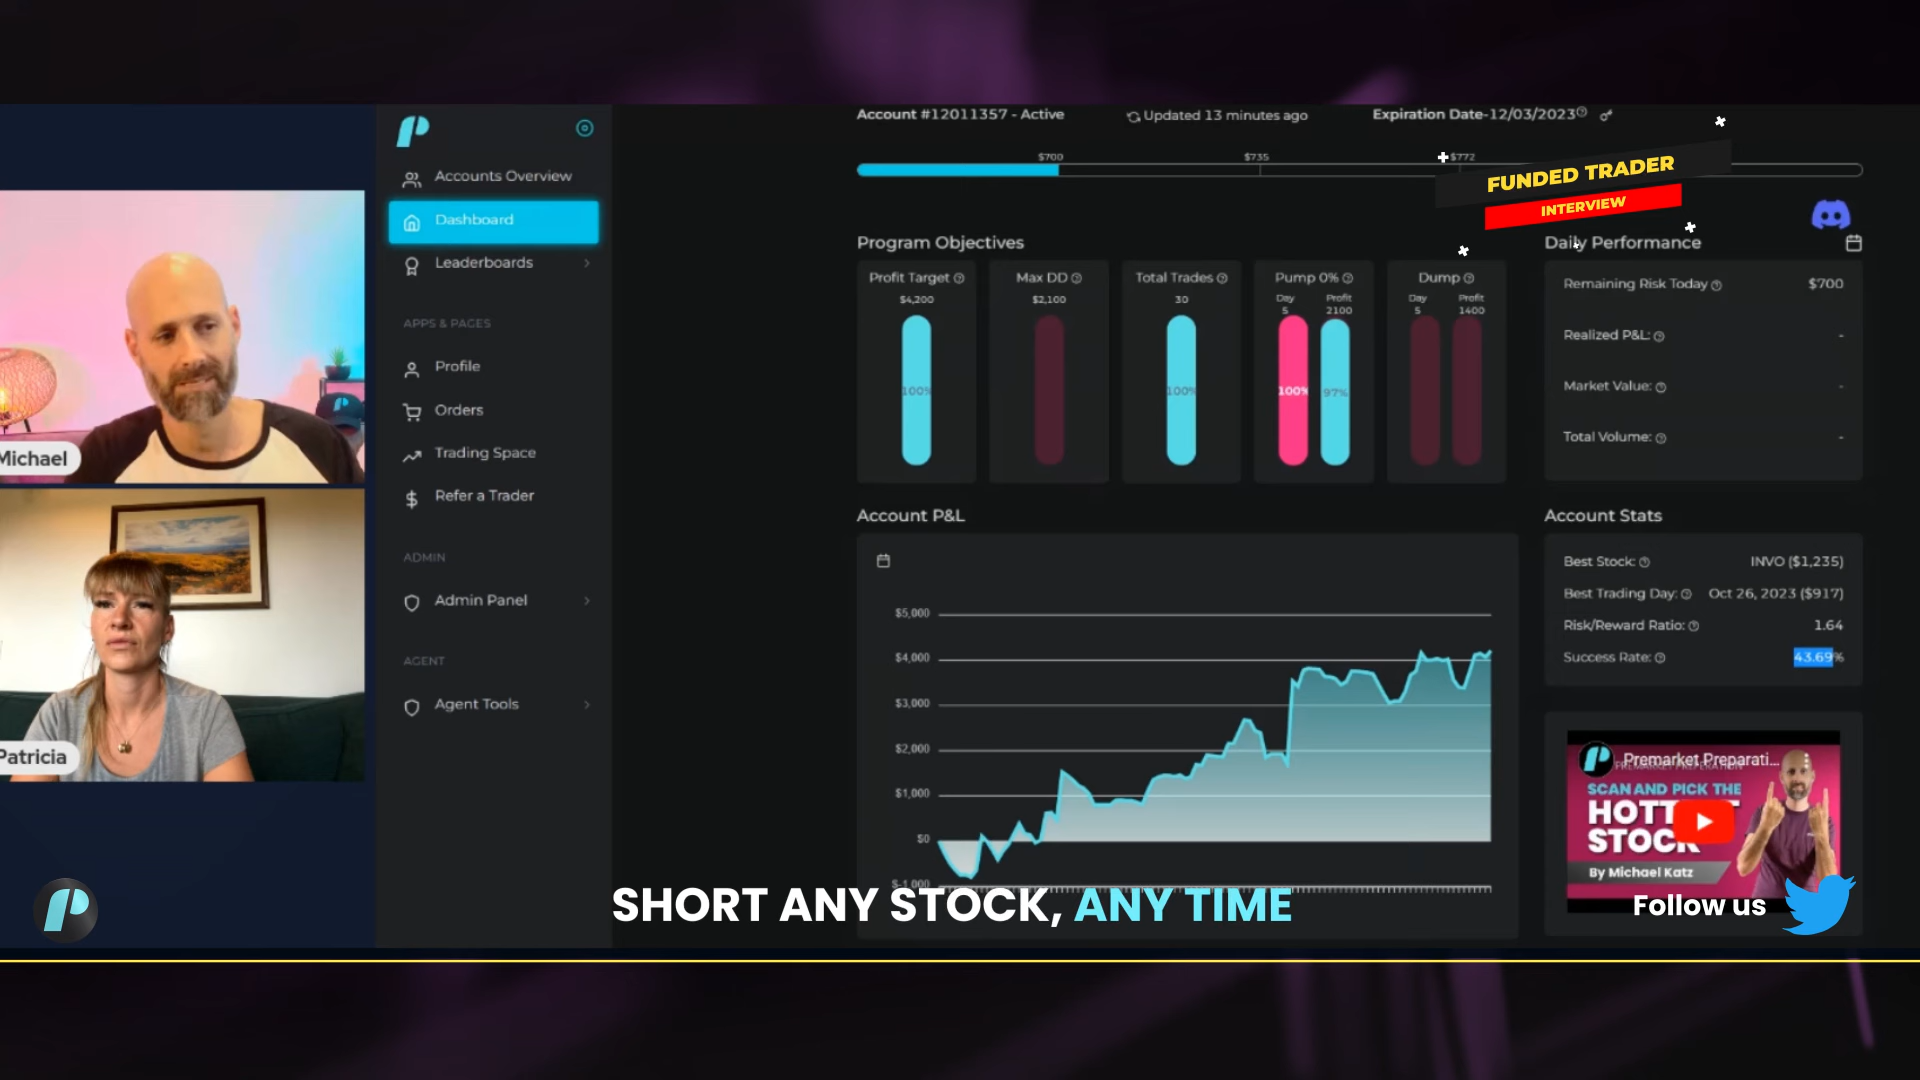 Account #12011357 - Active
Updated 13 minutes ago
Expiration Date-12/03/2023
$700
$735
$772
FUNDED TRADER
INTERVIEW
Accounts Overview
Dashboard
Leaderboards
APPS & PAGES
Profile
Orders
Trading Space
Refer a Trader
ADMIN
Admin Panel
AGENT
Agent Tools
Michael
Patricia
Program Objectives
Profit Target
$4,200
100%
Max DD
$2,100
Total Trades
30
100%
Pump 0%
Day
5
Profit
2100
100%
97%
Dump
Day
5
Profit
1400
Daily Performance
Remaining Risk Today
$700
Realized P&L:
-
Market Value:
-
Total Volume:
-
Account P&L
$5,000
$4,000
$3,000
$2,000
$1,000
$0
$-1,000
Account Stats
Best Stock: INVO ($1,235)
Best Trading Day: Oct 26, 2023 ($917)
Risk/Reward Ratio: 1.64
Success Rate: 43.69%
Premarket Preparati...
SCAN AND PICK THE
STOCK
By Michael Katz
SHORT ANY STOCK, ANY TIME
Follow us